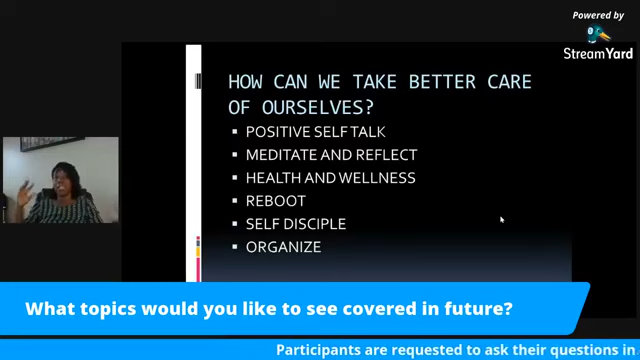 Powered by
StreamYard
HOW CAN WE TAKE BETTER CARE
OF OURSELVES?
POSITIVE SELF TALK
MEDITATE AND REFLECT
HEALTH AND WELLNESS
REBOOT
SELF DISCIPLE
ORGANIZE
What topics would you like to see covered in future?
Participants are requested to ask their questions in